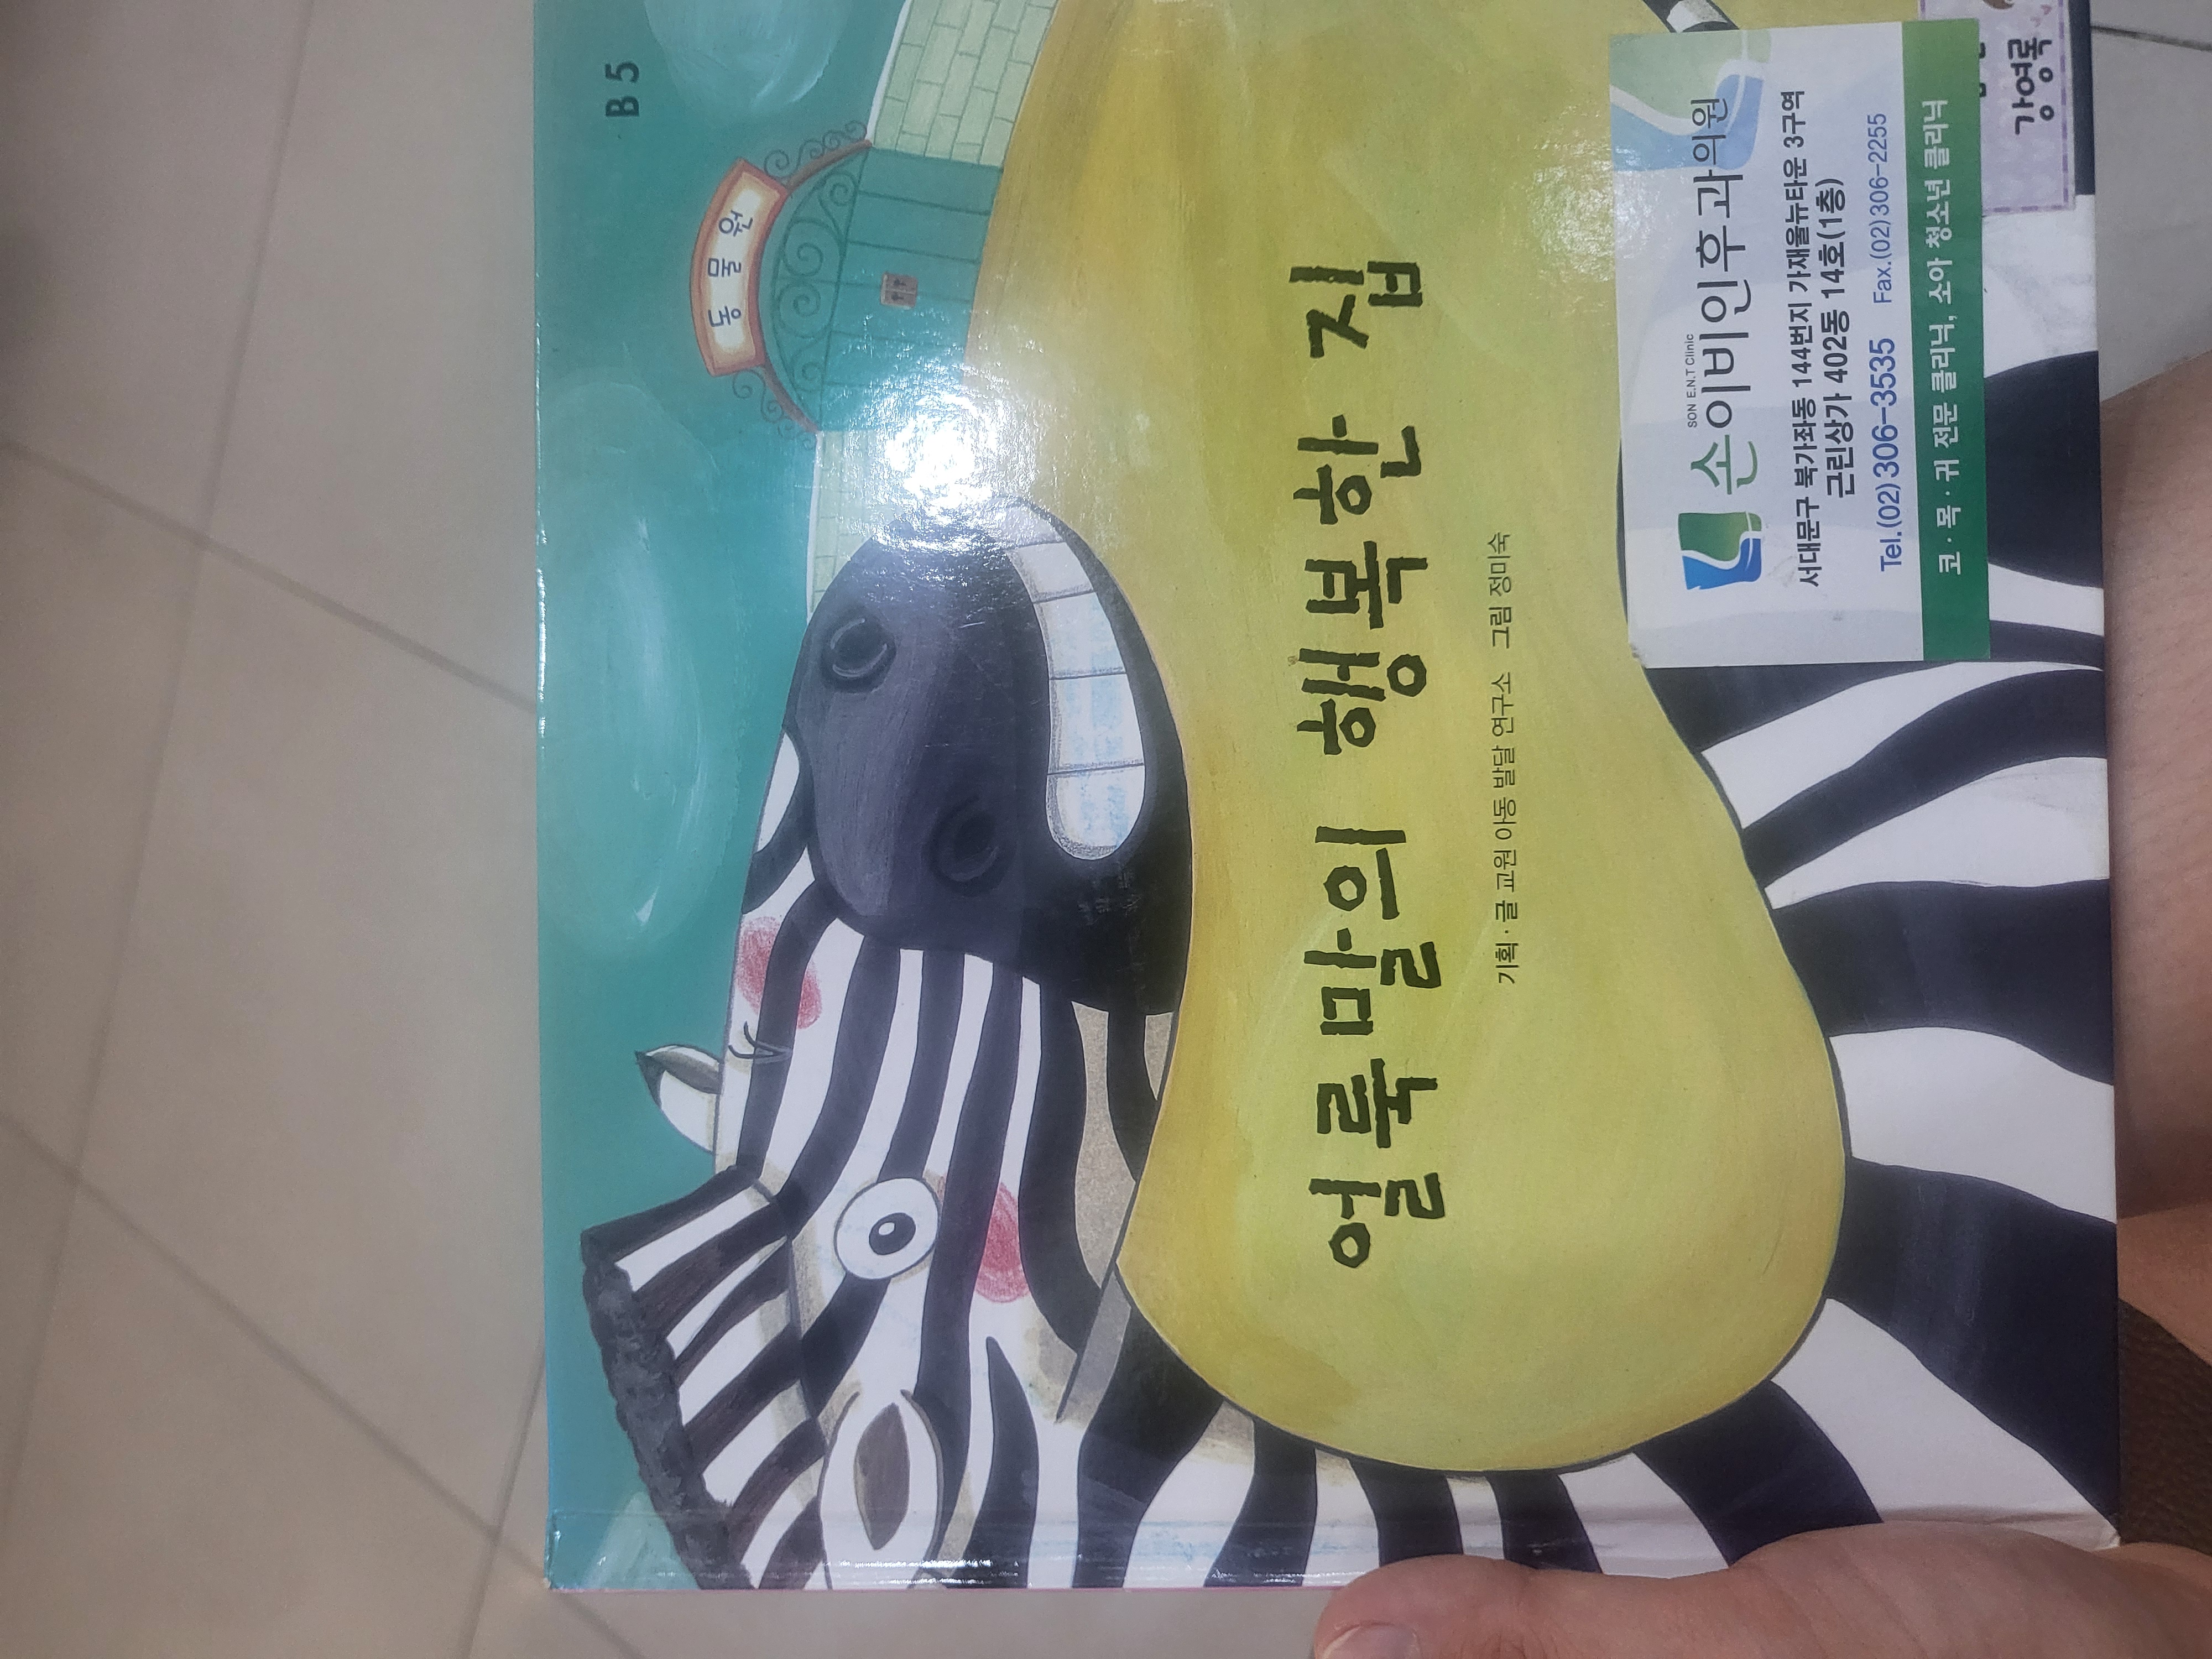 B 5
동물원
얼룩말의 행복한 집
기획·글 교원 아동 발달 연구소 그림 정미숙
SON E.N.T Clinic
손이비인후과의원
서대문구 북가좌동 144번지 가재울뉴타운 3구역
근린상가 402동 14호(1층)
Tel.(02)306-3535 Fax.(02)306-2255
코·목·귀 전문 클리닉, 소아 청소년 클리닉
강영록